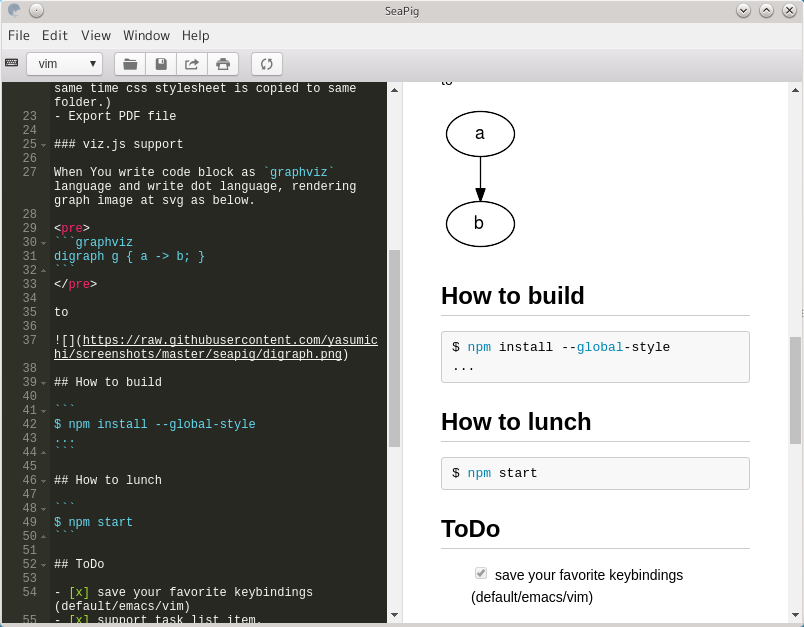 SeaPig
File Edit View Window Help
vim
same time css stylesheet is copied to same
folder.)
23 - Export PDF file
24
25 ### viz.js support
26
27 When You write code block as `graphviz`
language and write dot language, rendering
graph image at svg as below.
28
29 <pre>
30 ```graphviz
31 digraph g { a -> b; }
32 ```
33 </pre>
34
35 to
36
37 ![](https://raw.githubusercontent.com/yasumic
hi/screenshots/master/seapig/digraph.png)
38
39 ## How to build
40
41 ```
42 $ npm install --global-style
43 ...
44 ```
45
46 ## How to lunch
47
48 ```
49 $ npm start
50 ```
51
52 ## ToDo
53
54 - [x] save your favorite keybindings
(default/emacs/vim)
55 - [x] support task list item.
to
a
b
How to build
$ npm install --global-style
...
How to lunch
$ npm start
ToDo
save your favorite keybindings
(default/emacs/vim)